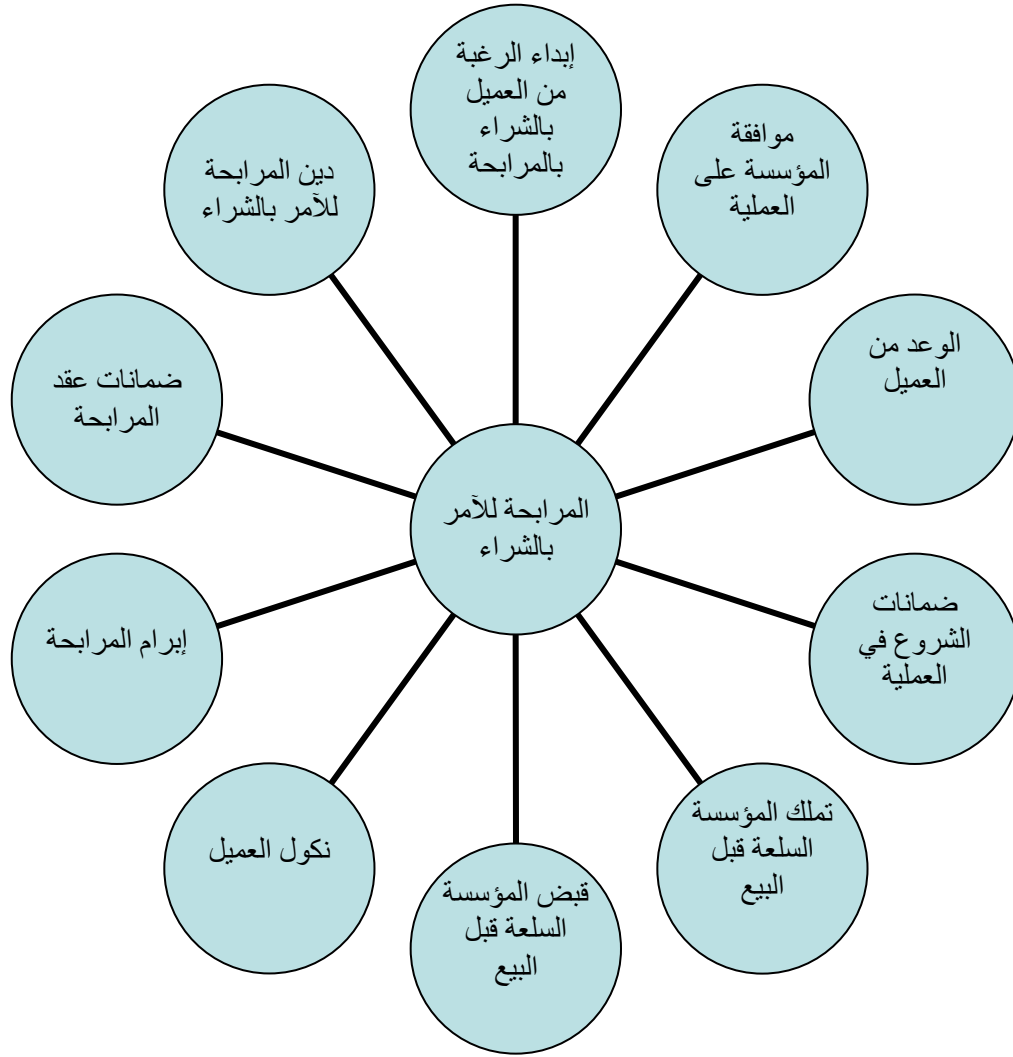 إبداء الرغبة
من العميل
بالشراء
بالمرابحة
موافقة
المؤسسة على
العملية
الوعد من
العميل
ضمانات
الشروع في
العملية
تملك المؤسسة
السلعة قبل
البيع
قبض المؤسسة
السلعة قبل
البيع
نكول العميل
إبرام المرابحة
ضمانات عقد
المرابحة
دين المرابحة
للآمر بالشراء
المرابحة للآمر
بالشراء